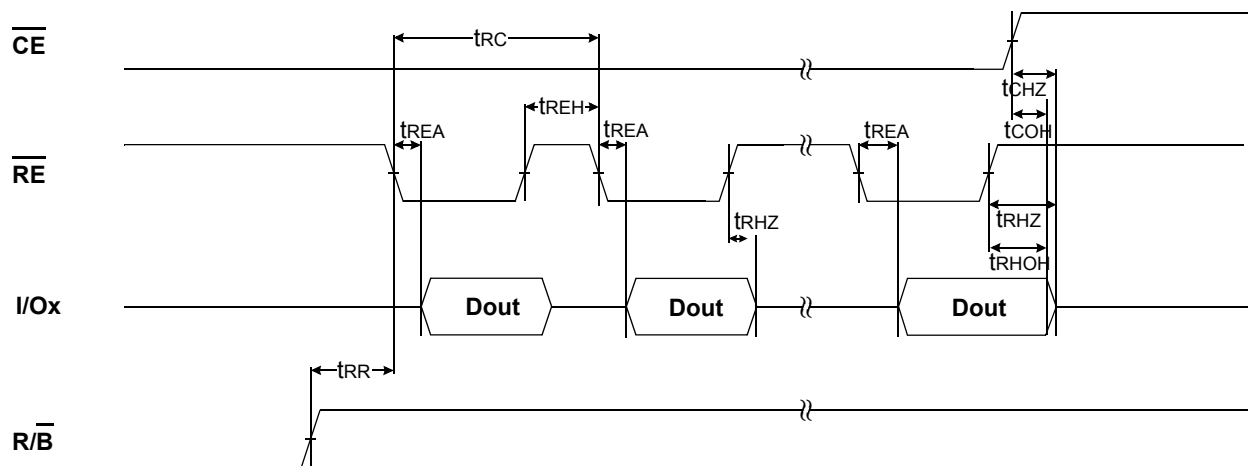 CE
tRC
tCHZ
tREH
tCOH
tREA
tREA
tREA
RE
tRHZ
tRHZ
tRHOH
I/Ox
Dout
Dout
Dout
tRR
R/B